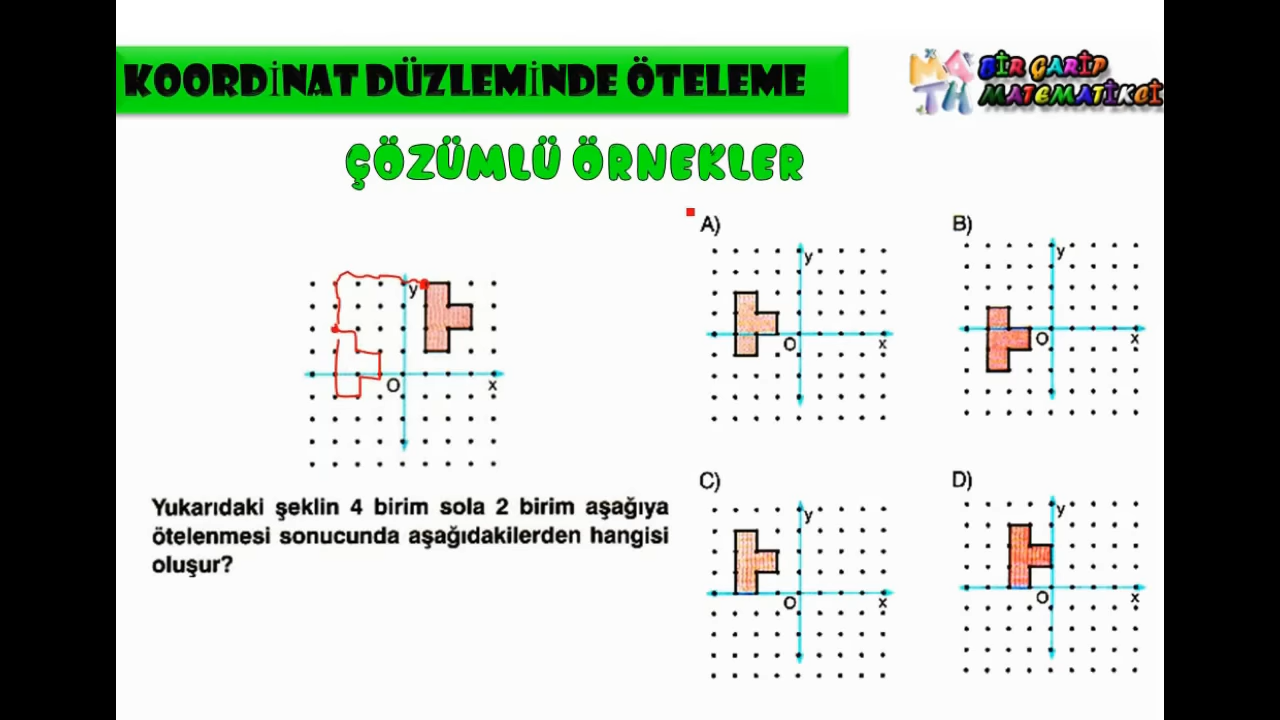 KOORDİNAT DÜZLEMİNDE ÖTELEME
MATH
BİR GARİP
MATEMATİKÇİ
ÇÖZÜMLÜ ÖRNEKLER
y
O
x
Yukarıdaki şeklin 4 birim sola 2 birim aşağıya
ötelenmesi sonucunda aşağıdakilerden hangisi
oluşur?
A)
y
O
x
B)
y
O
x
C)
y
O
x
D)
y
O
x